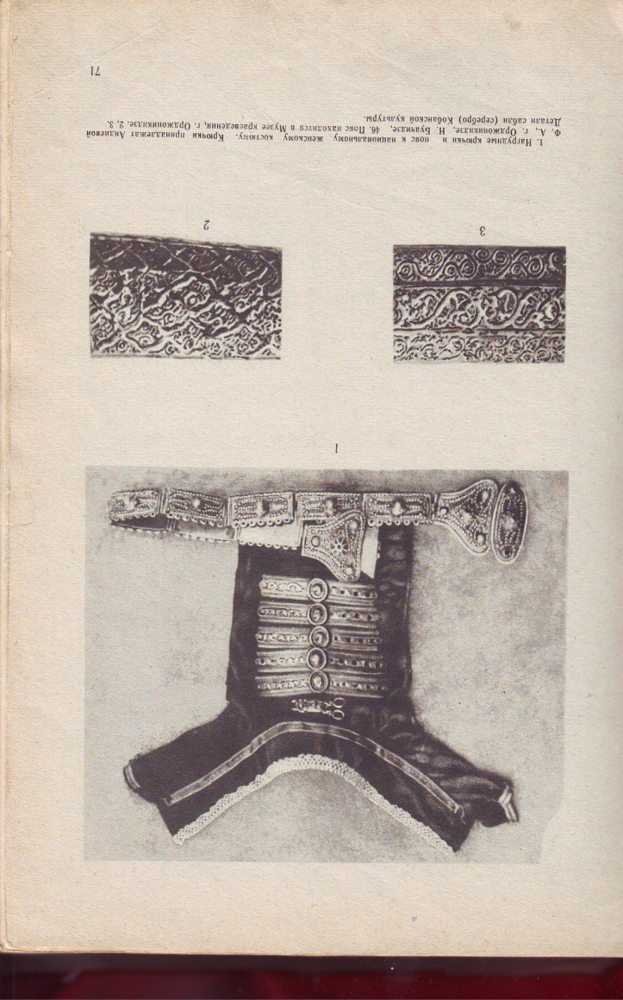 1
3
2
1. Нагрудные крючки и пояс к национальному женскому костюму. Крючки принадлежат Андиевой
Ф. А., г. Орджоникидзе, Н. Буачидзе, 46. Пояс находится в Музее краеведения, г. Орджоникидзе. 2, 3.
Детали сабли (серебро) Кобанской культуры.
71